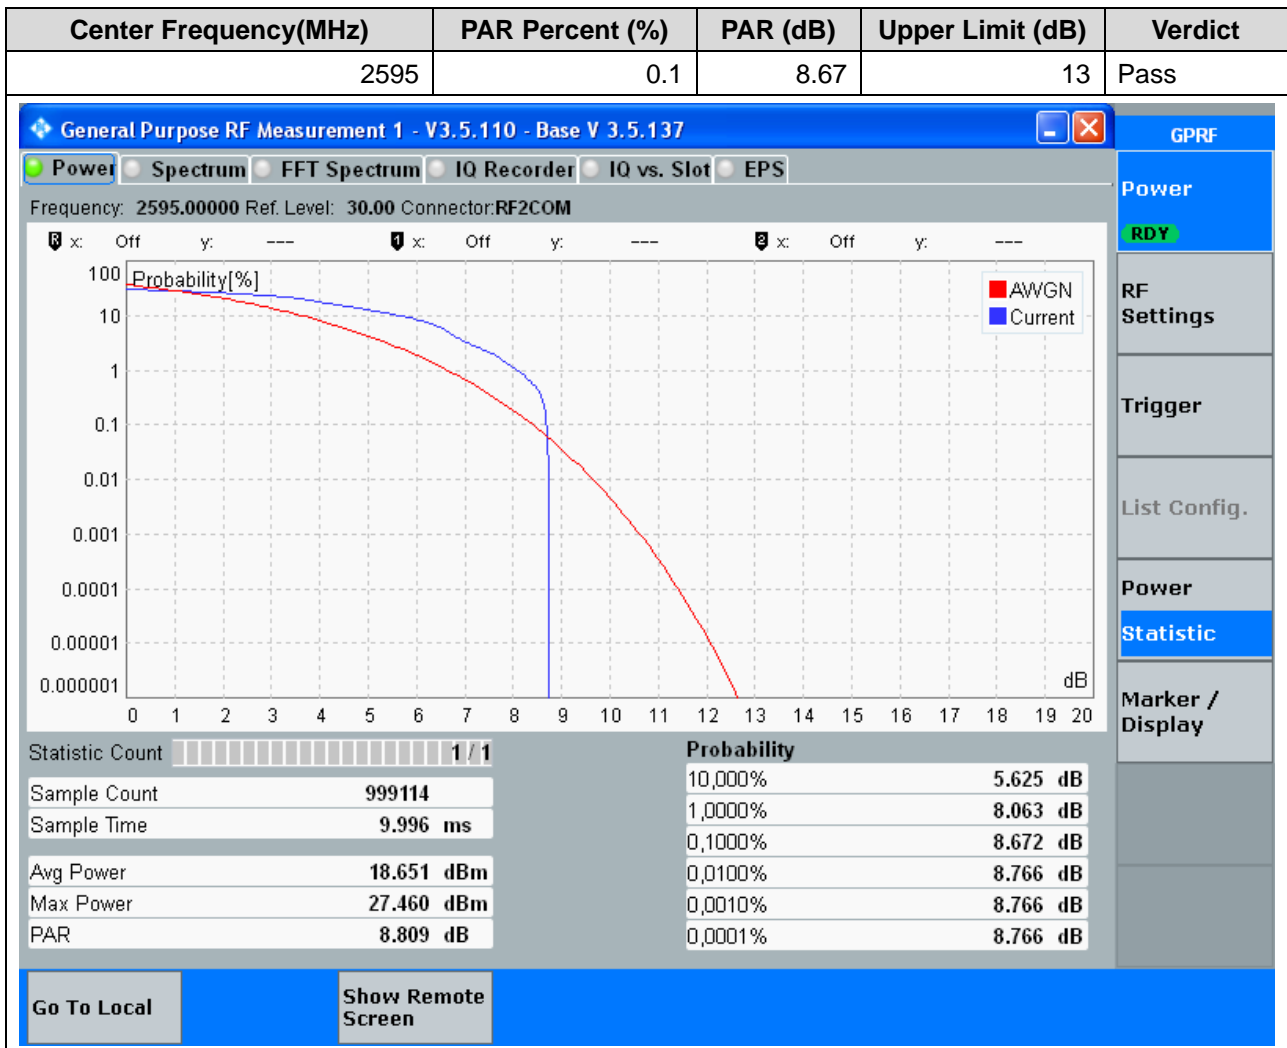 Center Frequency(MHz) PAR Percent (%) PAR (dB) Upper Limit (dB) Verdict
2595 0.1 8.67 13 Pass
General Purpose RF Measurement 1 - V3.5.110 - Base V 3.5.137
GPRF
Power Spectrum FFT Spectrum IQ Recorder IQ vs. Slot EPS
Power
RDY
Frequency: 2595.00000 Ref. Level: 30.00 Connector:RF2COM
R x: Off y: --- 1 x: Off y: --- 2 x: Off y: ---
100 Probability[%]
AWGN
Current
10
1
0.1
0.01
0.001
0.0001
0.00001
0.000001
dB
0 1 2 3 4 5 6 7 8 9 10 11 12 13 14 15 16 17 18 19 20
RF
Settings
Trigger
List Config.
Power
Statistic
Marker /
Display
Statistic Count 1 / 1
Sample Count 999114
Sample Time 9.996 ms
Avg Power 18.651 dBm
Max Power 27.460 dBm
PAR 8.809 dB
Probability
10,000% 5.625 dB
1,0000% 8.063 dB
0,1000% 8.672 dB
0,0100% 8.766 dB
0,0010% 8.766 dB
0,0001% 8.766 dB
Go To Local
Show Remote
Screen